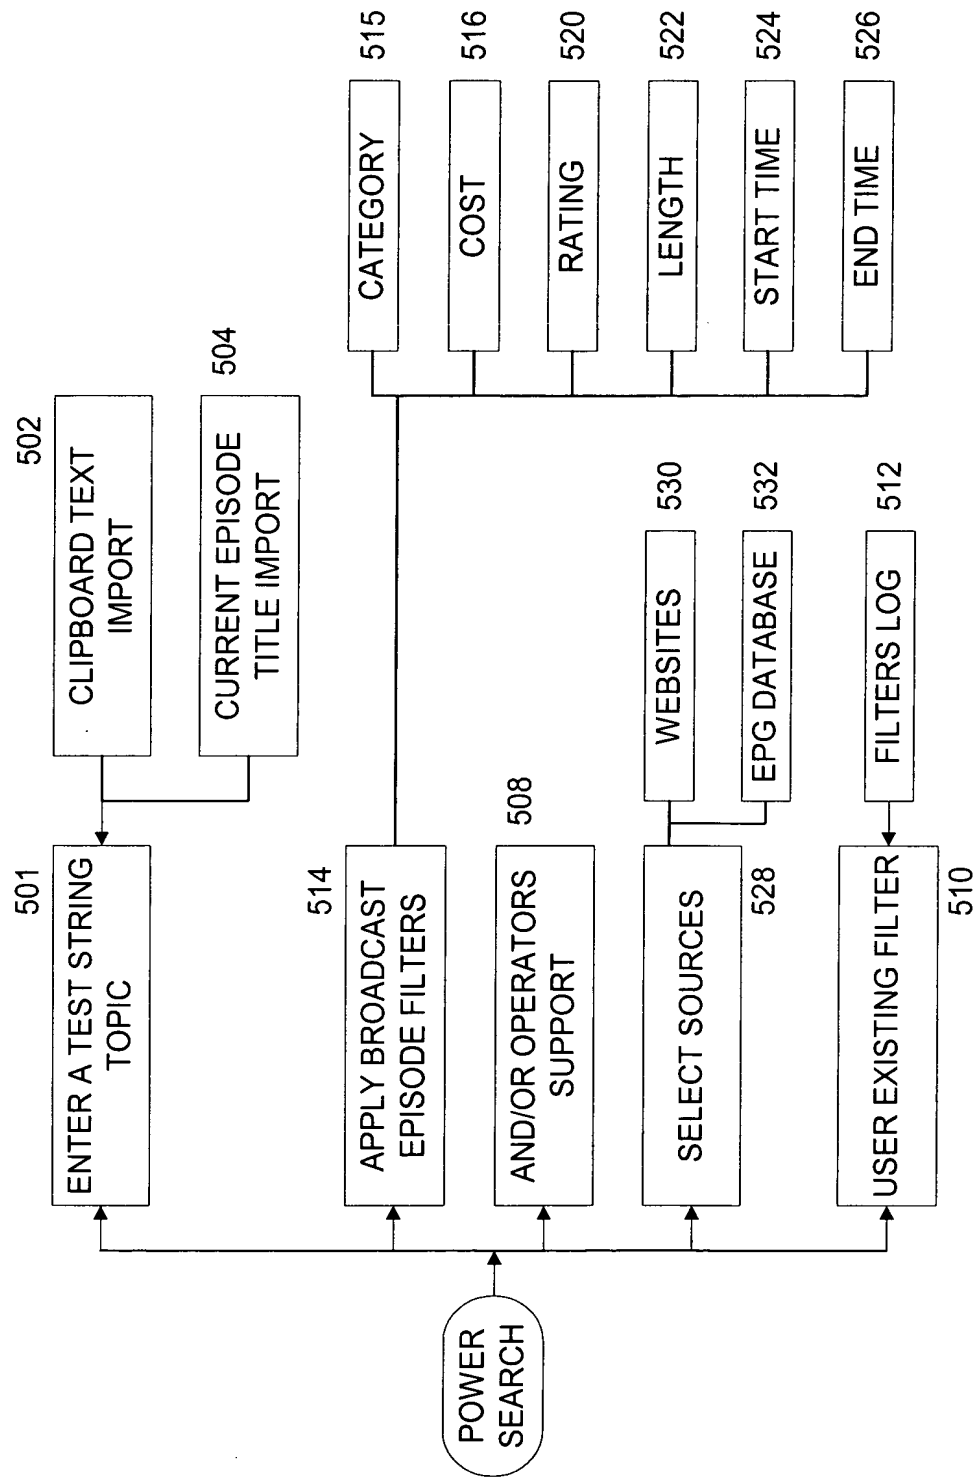 POWER
SEARCH
501
ENTER A TEST STRING
TOPIC
502
CLIPBOARD TEXT
IMPORT
504
CURRENT EPISODE
TITLE IMPORT
514
APPLY BROADCAST
EPISODE FILTERS
CATEGORY
515
COST
516
RATING
520
LENGTH
522
START TIME
524
END TIME
526
508
AND/OR OPERATORS
SUPPORT
SELECT SOURCES
528
WEBSITES
530
EPG DATABASE
532
USER EXISTING FILTER
510
FILTERS LOG
512